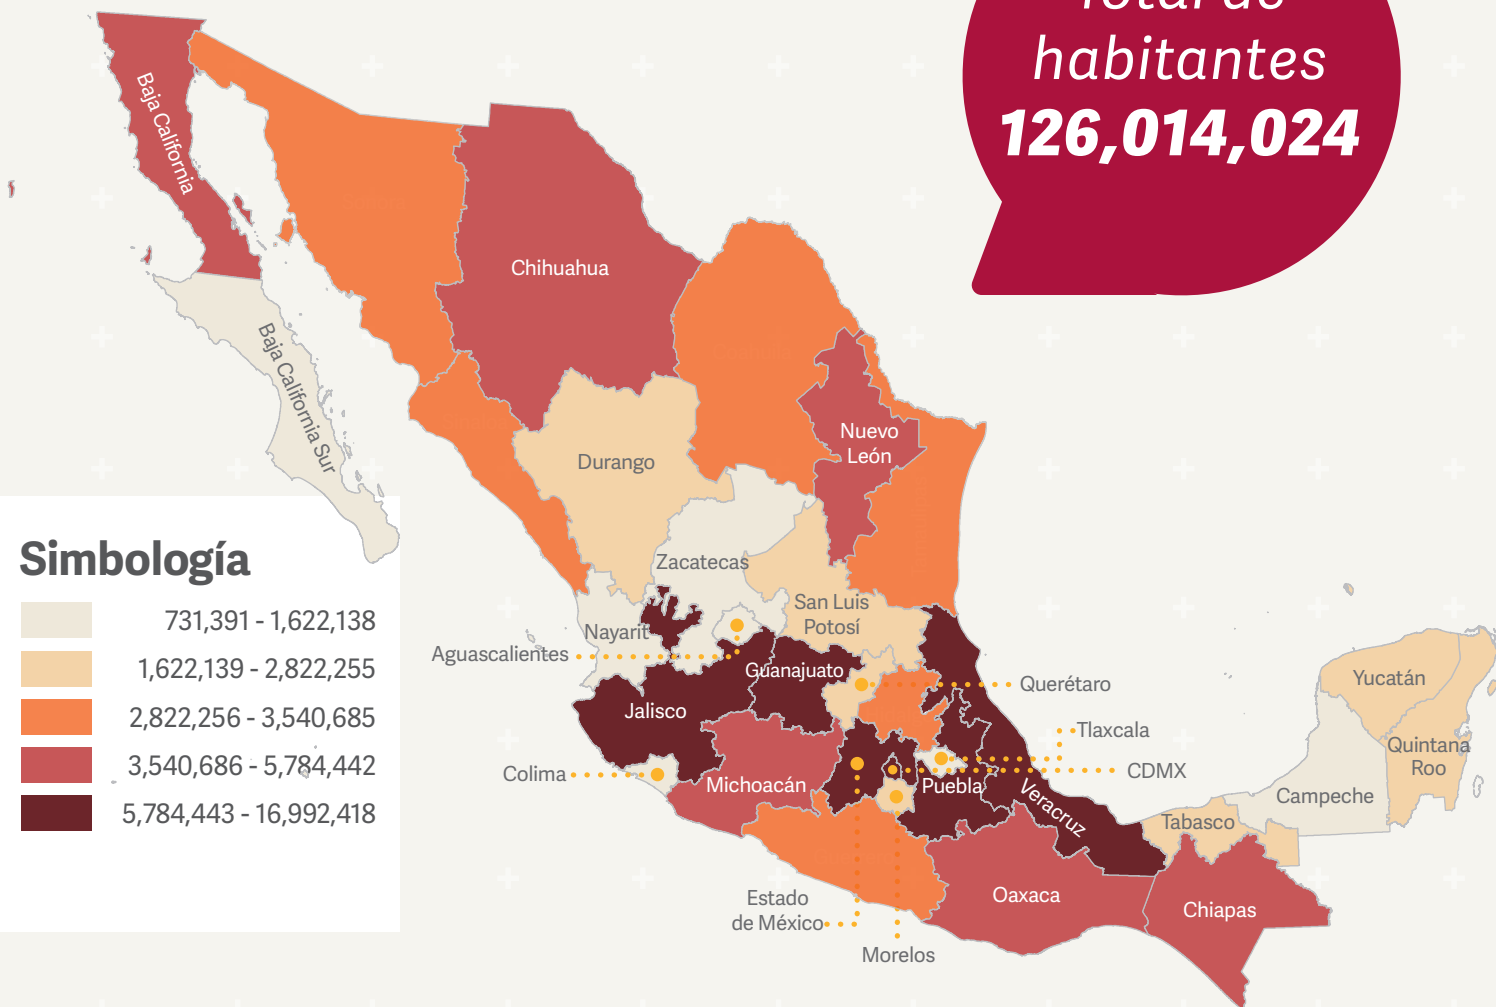 habitantes
126,014,024
Baja California
Chihuahua
Baja California Sur
Nuevo
León
Durango
Simbología
731,391 - 1,622,138
1,622,139 - 2,822,255
2,822,256 - 3,540,685
3,540,686 - 5,784,442
5,784,443 - 16,992,418
Zacatecas
San Luis
Potosí
Nayarit
Aguascalientes
Guanajuato
Querétaro
Yucatán
Jalisco
Tlaxcala
Quintana
Roo
Colima
CDMX
Michoacán
Puebla
Veracruz
Campeche
Tabasco
Estado
de México
Oaxaca
Chiapas
Morelos